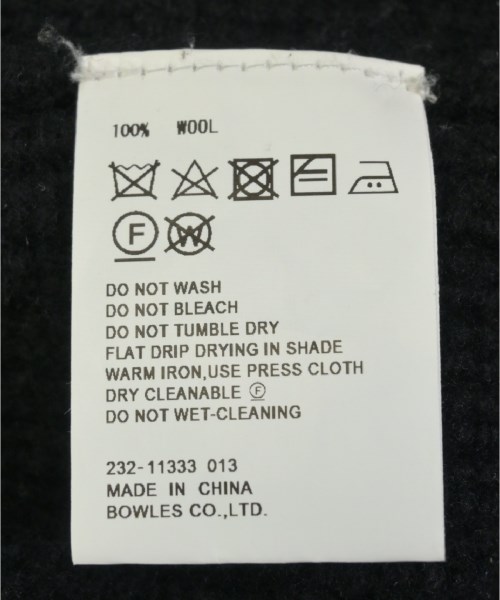 100% WOOL
F W
DO NOT WASH
DO NOT BLEACH
DO NOT TUMBLE DRY
FLAT DRIP DRYING IN SHADE
WARM IRON,USE PRESS CLOTH
DRY CLEANABLE Ⓕ
DO NOT WET-CLEANING
232-11333 013
MADE IN CHINA
BOWLES CO.,LTD.